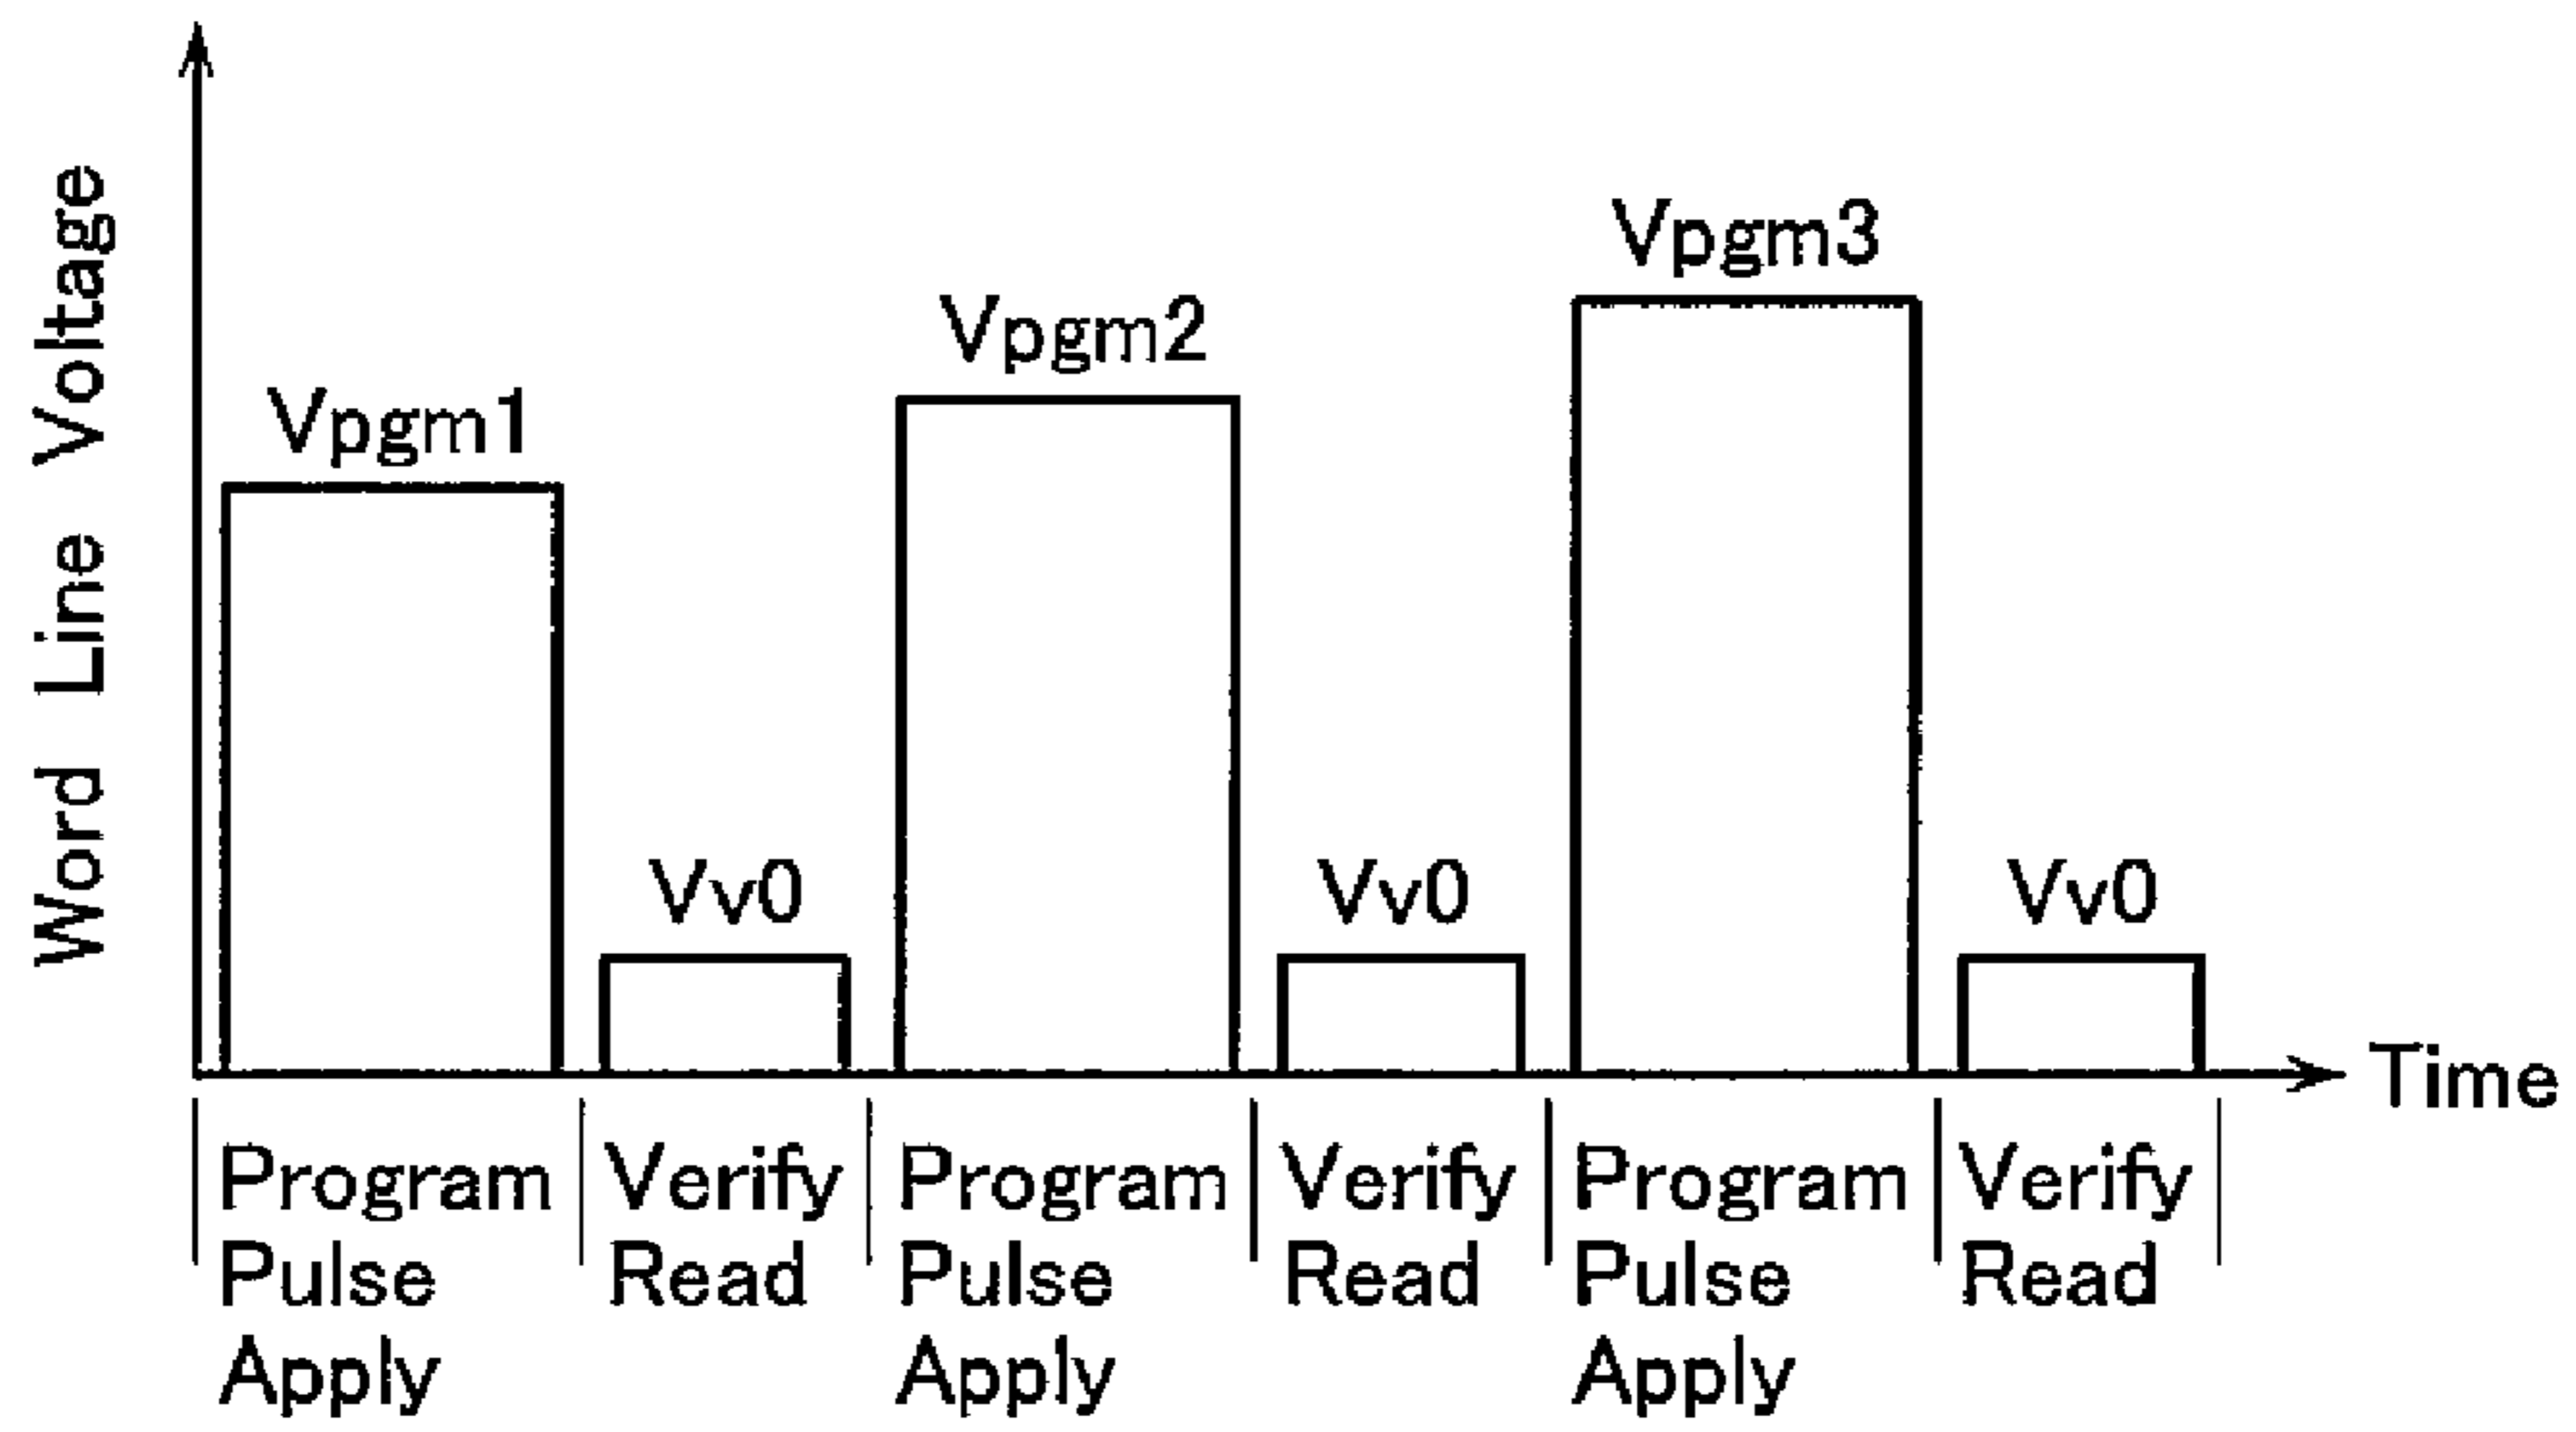 Word Line Voltage
Vpgm1
Vpgm2
Vpgm3
Vv0
Vv0
Vv0
Time
Program
Pulse
Apply
Verify
Read
Program
Pulse
Apply
Verify
Read
Program
Pulse
Apply
Verify
Read